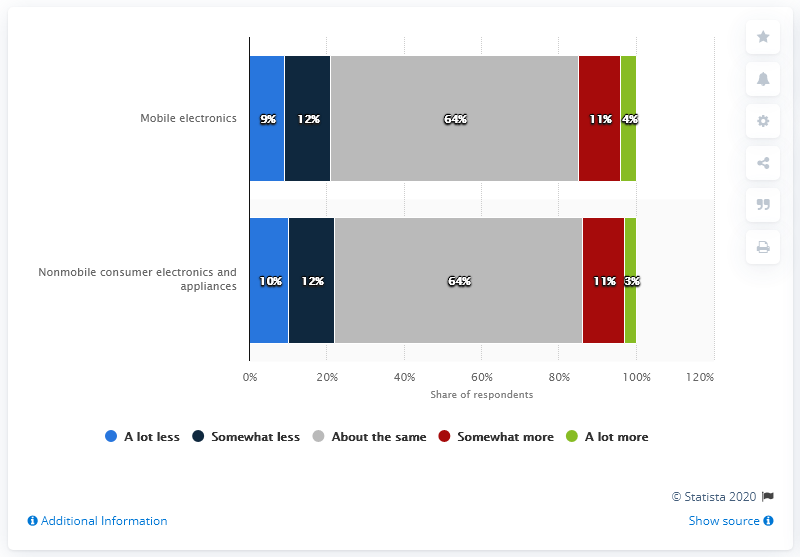 Mobile electronics
9% 12% 64% 11% 4%
Nonmobile consumer electronics and
appliances
10% 12% 64% 11% 3%
0% 20% 40% 60% 80% 100% 120%
Share of respondents
A lot less Somewhat less About the same Somewhat more A lot more
© Statista 2020
Additional Information Show source